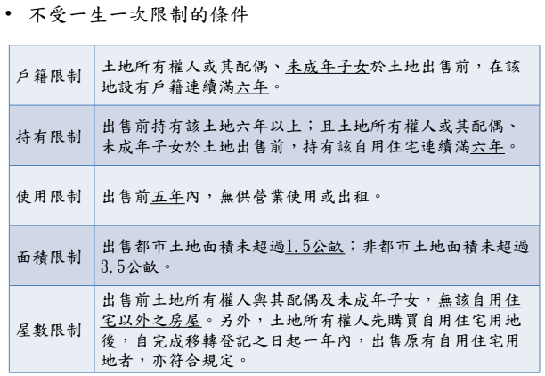 • 不受一生一次限制的條件
戶籍限制
土地所有權人或其配偶、未成年子女於土地出售前，在該
地設有戶籍連續滿六年。
持有限制
出售前持有該土地六年以上；且土地所有權人或其配偶、
未成年子女於土地出售前，持有該自用住宅連續滿六年。
使用限制
出售前五年內，無供營業使用或出租。
面積限制
出售都市土地面積未超過1.5公畝；非都市土地面積未超過
3.5公畝。
屋數限制
出售前土地所有權人與其配偶及未成年子女，無該自用住
宅以外之房屋。另外，土地所有權人先購買自用住宅用地
後，自完成移轉登記之日起一年內，出售原有自用住宅用
地者，亦符合規定。